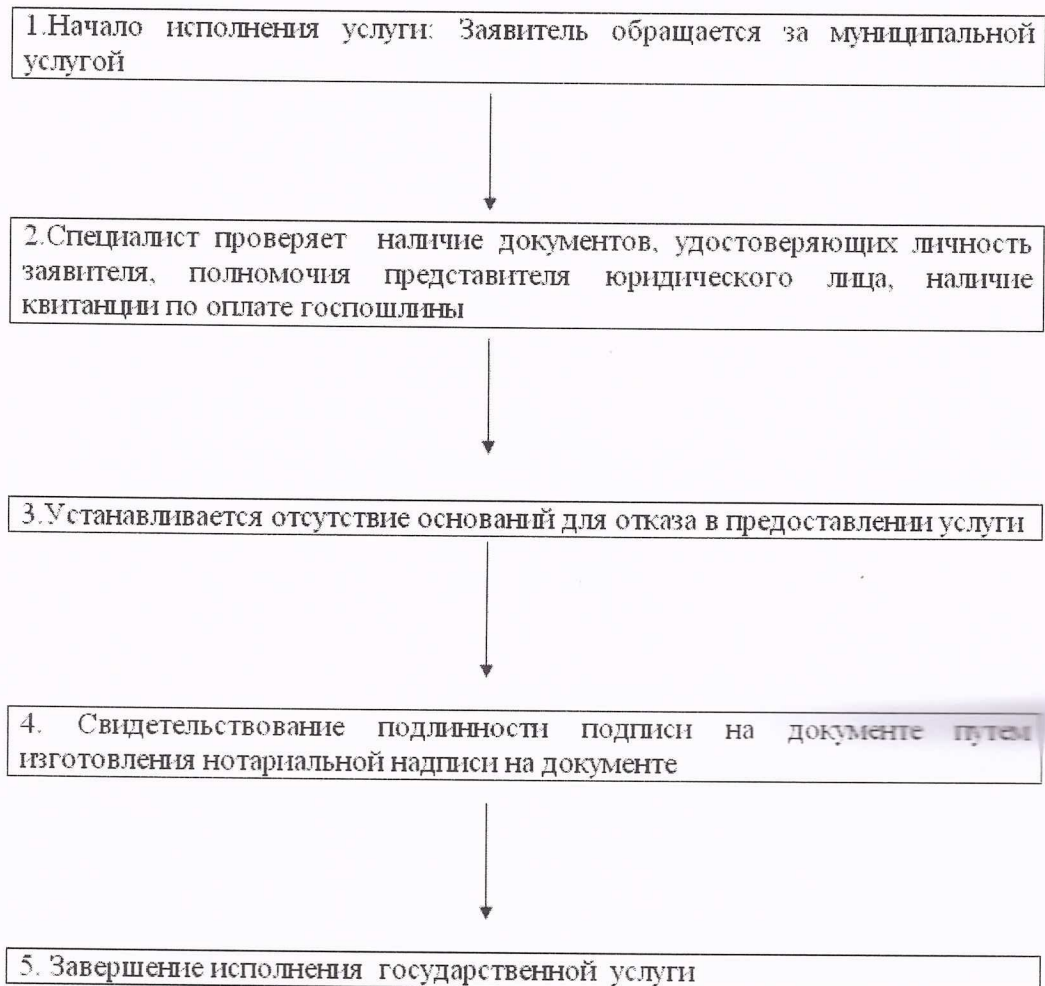 1.Начало исполнения услуги: Заявитель обращается за муниципальной
услугой
2.Специалист проверяет наличие документов, удостоверяющих личность
заявителя, полномочия представителя юридического лица, наличие
квитанции по оплате госпошлины
3.Устанавливается отсутствие оснований для отказа в предоставлении услуги
4. Свидетельствование подлинности подписи на документе путем
изготовления нотариальной надписи на документе
5. Завершение исполнения государственной услуги